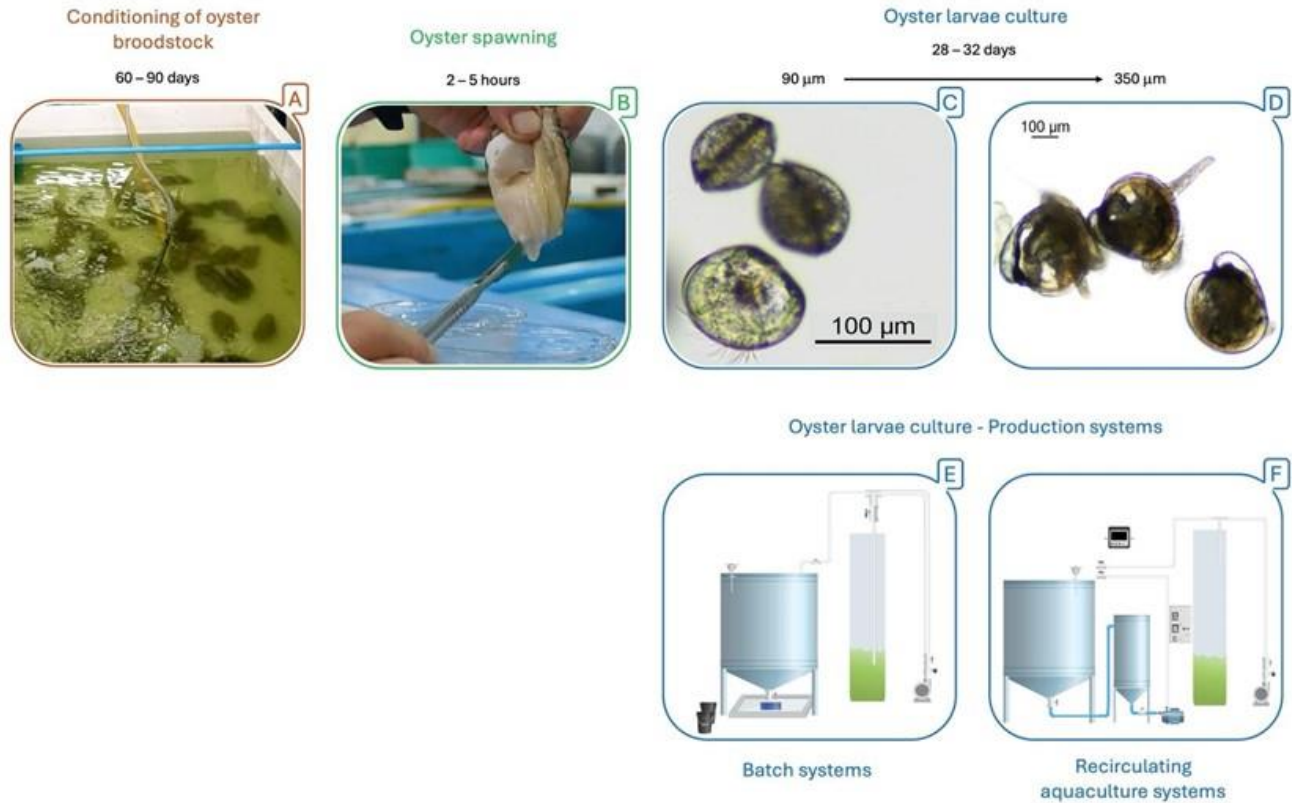 Conditioning of oyster
broodstock
60 – 90 days
A
Oyster spawning
2 – 5 hours
B
Oyster larvae culture
28 – 32 days
90 µm
350 µm
C
100 µm
D
100 µm
Oyster larvae culture - Production systems
E
Batch systems
F
Recirculating
aquaculture systems